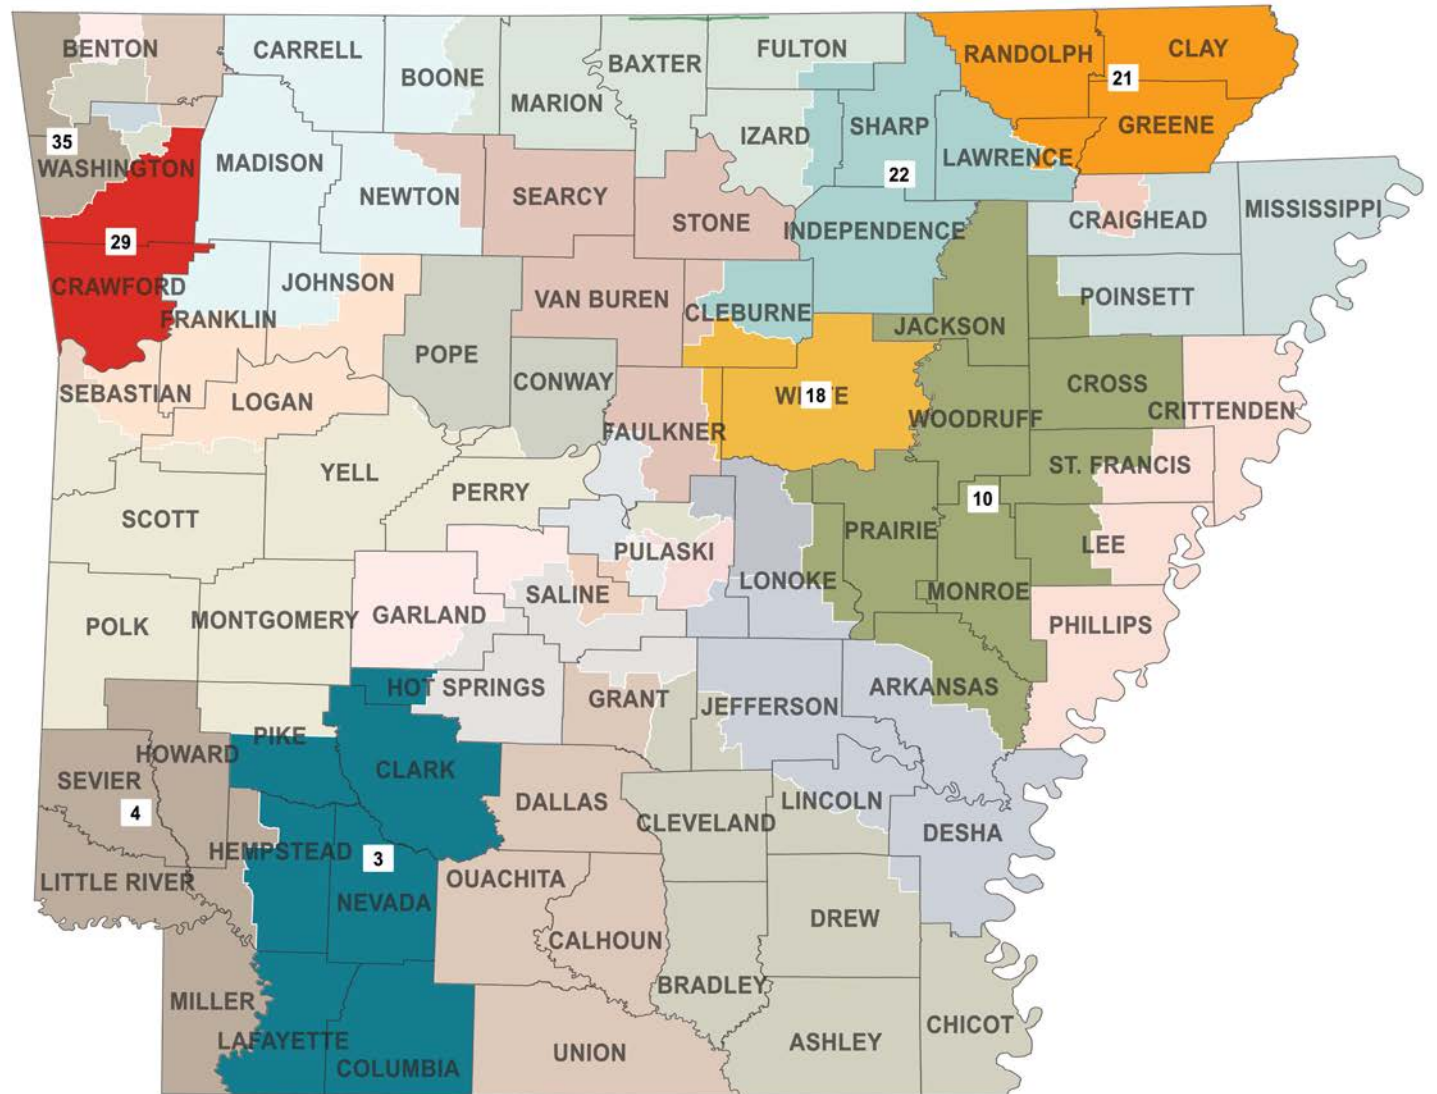 BENTON
CARRELL
BOONE
MARION
BAXTER
FULTON
RANDOLPH
CLAY
21
GREENE
35
WASHINGTON
MADISON
NEWTON
SEARCY
STONE
IZARD
SHARP
LAWRENCE
22
INDEPENDENCE
CRAIGHEAD
MISSISSIPPI
29
CRAWFORD
FRANKLIN
JOHNSON
VAN BUREN
CLEBURNE
JACKSON
POINSETT
POPE
CONWAY
SEBASTIAN
LOGAN
18
FAULKNER
WOODRUFF
CROSS
CRITTENDEN
YELL
PERRY
ST. FRANCIS
10
SCOTT
PULASKI
PRAIRIE
LEE
LONOKE
MONROE
SALINE
GARLAND
POLK
MONTGOMERY
PHILLIPS
HOT SPRINGS
GRANT
JEFFERSON
ARKANSAS
PIKE
HOWARD
SEVIER
CLARK
4
DALLAS
CLEVELAND
LINCOLN
DESHA
HEMPSTEAD
3
LITTLE RIVER
NEVADA
OUACHITA
CALHOUN
DREW
BRADLEY
MILLER
LAFAYETTE
COLUMBIA
UNION
ASHLEY
CHICOT